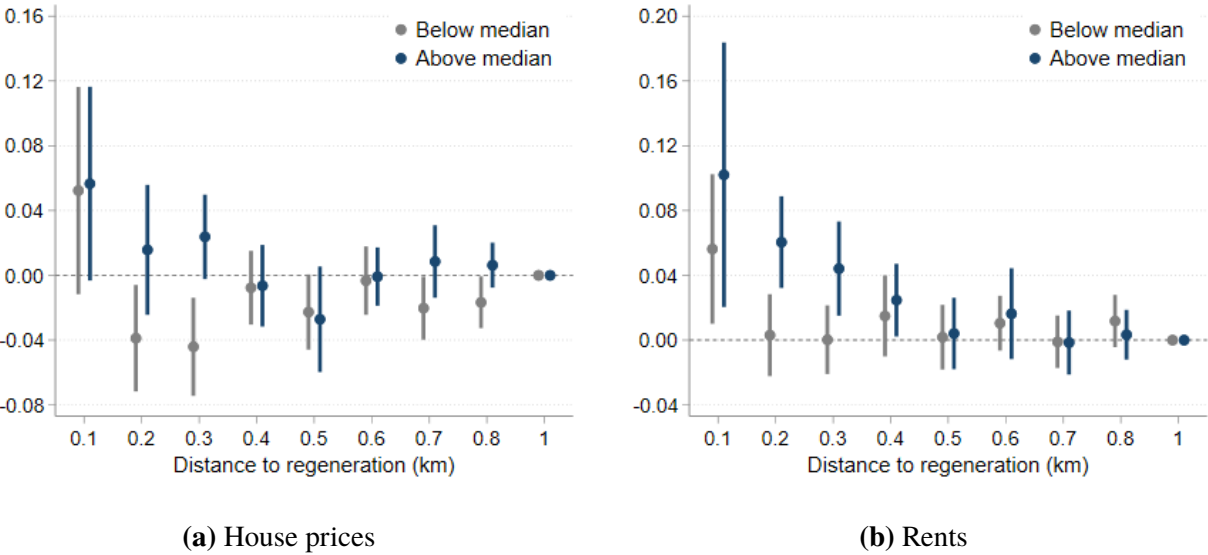 0.16
0.12
0.08
0.04
0.00
-0.04
-0.08
Below median
Above median
0.1 0.2 0.3 0.4 0.5 0.6 0.7 0.8 1
Distance to regeneration (km)
(a) House prices
0.20
0.16
0.12
0.08
0.04
0.00
-0.04
Below median
Above median
0.1 0.2 0.3 0.4 0.5 0.6 0.7 0.8 1
Distance to regeneration (km)
(b) Rents